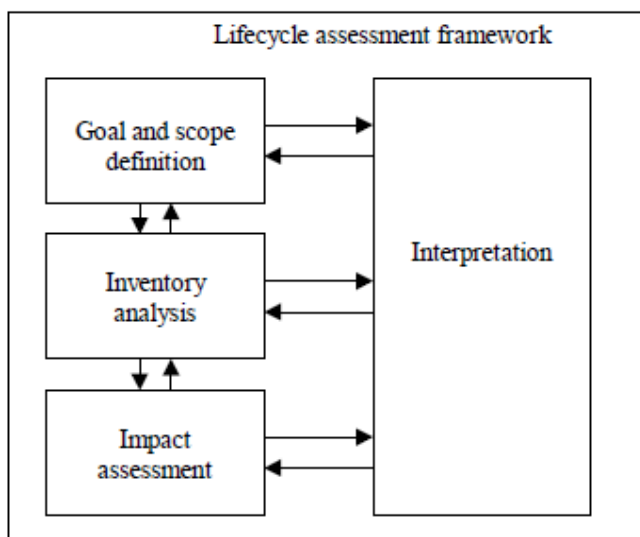 Lifecycle assessment framework
Goal and scope
definition
Inventory
analysis
Impact
assessment
Interpretation